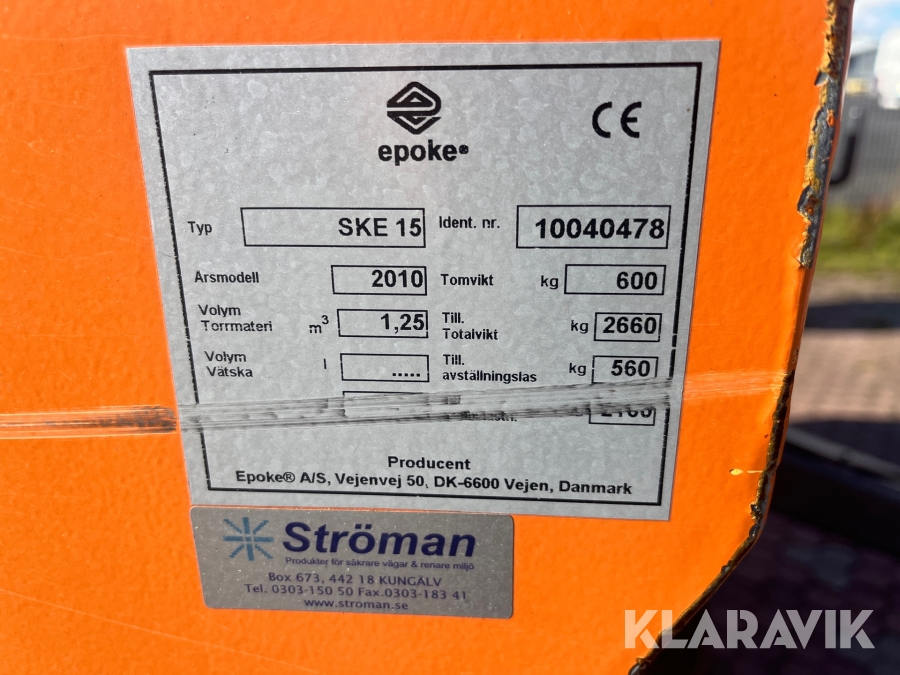 epoke®
CE
Typ SKE 15 Ident. nr. 10040478
Arsmodell 2010 Tomvikt kg 600
Volym Torrmateri m³ 1,25 Till. Totalvikt kg 2660
Volym Vätska l ..... Till. avställningslas kg 560
Producent
Epoke® A/S, Vejenvej 50, DK-6600 Vejen, Danmark
Ströman
Produkter för säkrare vägar & renare miljö
Box 673, 442 18 KUNGÄLV
Tel. 0303-150 50 Fax.0303-183 41
www.stroman.se
KLARAVIK